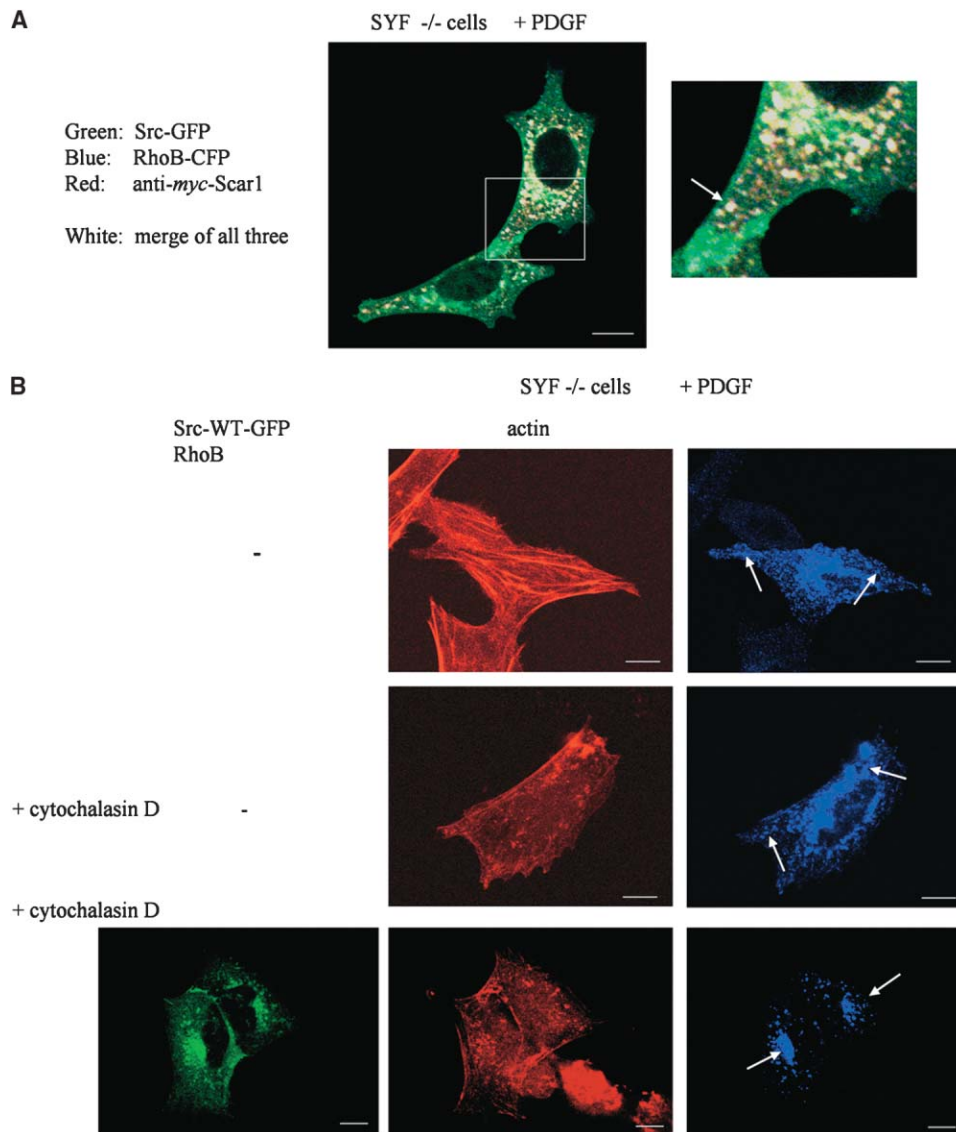 A
SYF -/- cells + PDGF
Green: Src-GFP
Blue: RhoB-CFP
Red: anti-myc-Scar1
White: merge of all three
B
SYF -/- cells + PDGF
Src-WT-GFP
RhoB
actin
-
+ cytochalasin D -
+ cytochalasin D